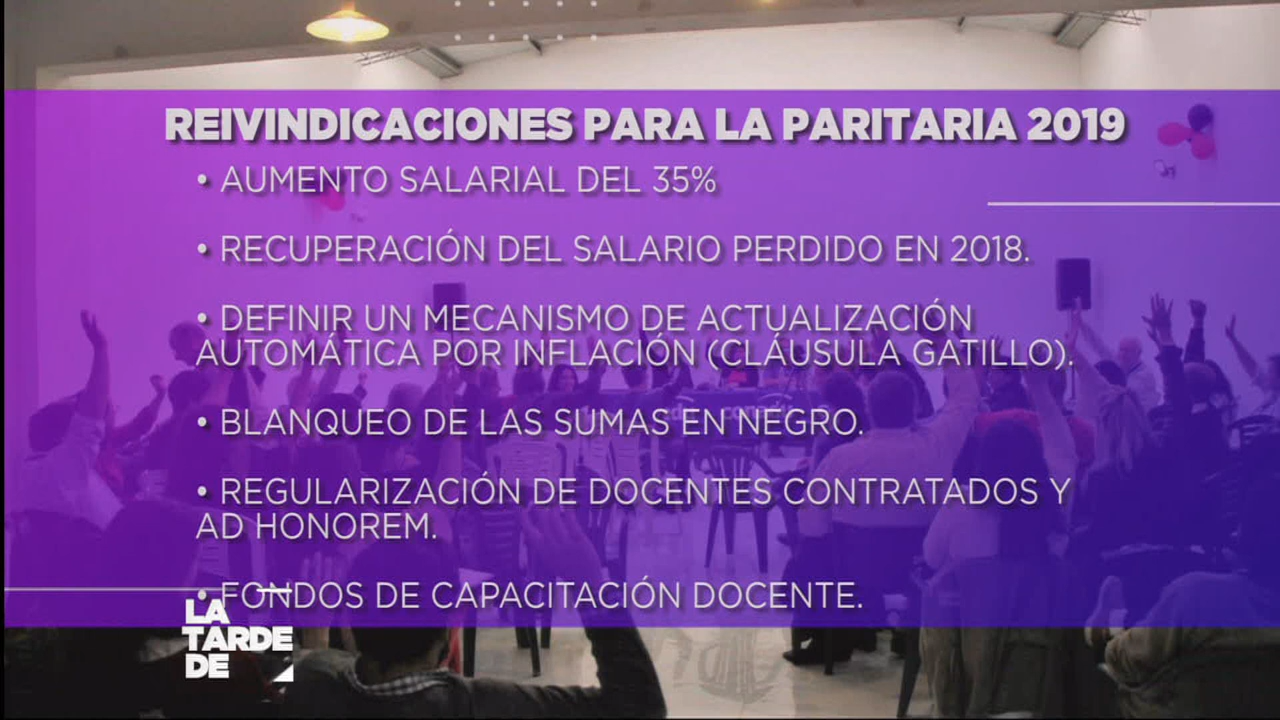 REIVINDICACIONES PARA LA PARITARIA 2019
• AUMENTO SALARIAL DEL 35%
• RECUPERACIÓN DEL SALARIO PERDIDO EN 2018.
• DEFINIR UN MECANISMO DE ACTUALIZACIÓN
AUTOMÁTICA POR INFLACIÓN (CLÁUSULA GATILLO).
• BLANQUEO DE LAS SUMAS EN NEGRO.
• REGULARIZACIÓN DE DOCENTES CONTRATADOS Y
AD HONOREM.
• FONDOS DE CAPACITACIÓN DOCENTE.
LA
TARDE
DE